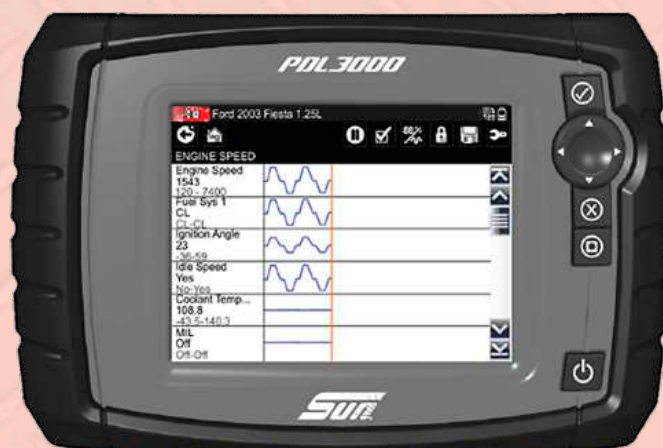 PDL3000
Ford 2003 Fiesta 1.25L
ENGINE SPEED
Engine Speed
1543
120 - 7400
Fuel Sys 1
CL
CL-CL
Ignition Angle
23
-36-59
Idle Speed
Yes
No-Yes
Coolant Temp...
108.8
-43.5-140.3
MIL
Off
Off-Off
Sun